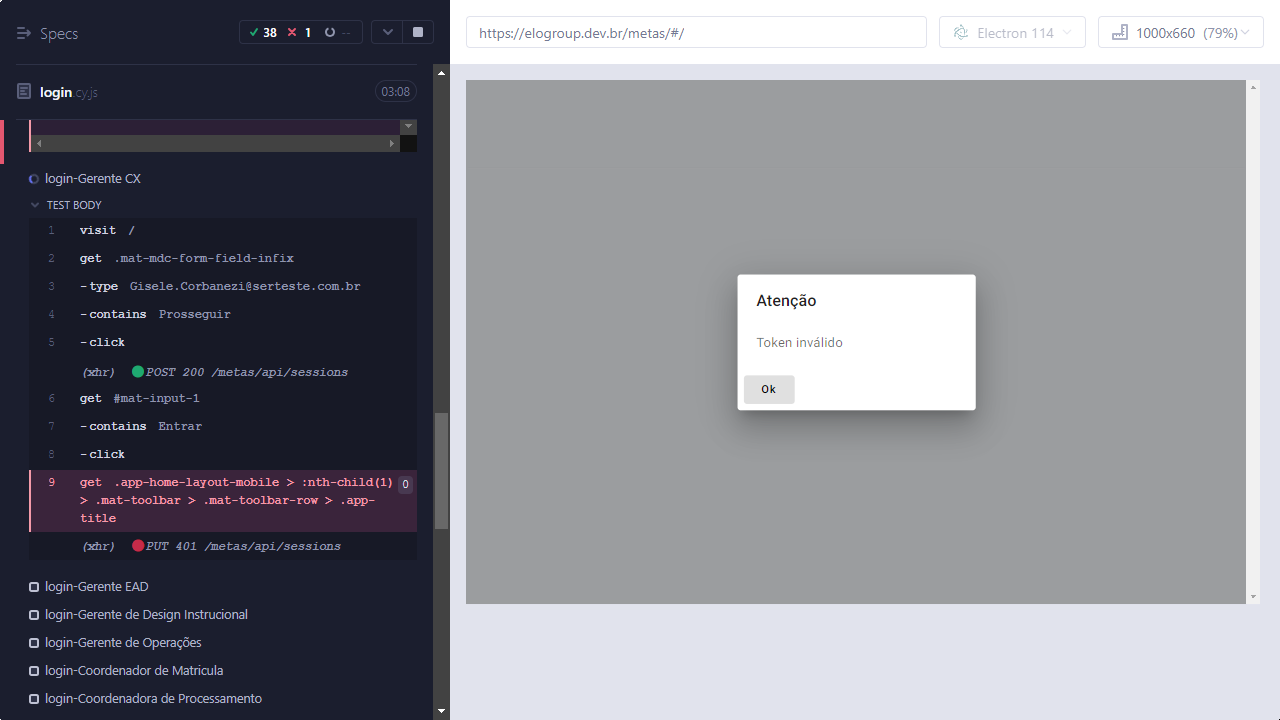 Specs
38
1
--
login.cy.js
03:08
login-Gerente CX
TEST BODY
1 visit /
2 get .mat-mdc-form-field-infix
3 -type Gisele.Corbanezi@serteste.com.br
4 -contains Prosseguir
5 -click
(xhr) POST 200 /metas/api/sessions
6 get #mat-input-1
7 -contains Entrar
8 -click
9 get .app-home-layout-mobile > :nth-child(1) 0
> .mat-toolbar > .mat-toolbar-row > .app-
title
(xhr) PUT 401 /metas/api/sessions
login-Gerente EAD
login-Gerente de Design Instrucional
login-Gerente de Operações
login-Coordenador de Matricula
login-Coordenadora de Processamento
https://elogroup.dev.br/metas/#/
Electron 114
1000x660 (79%)
Atenção
Token inválido
Ok